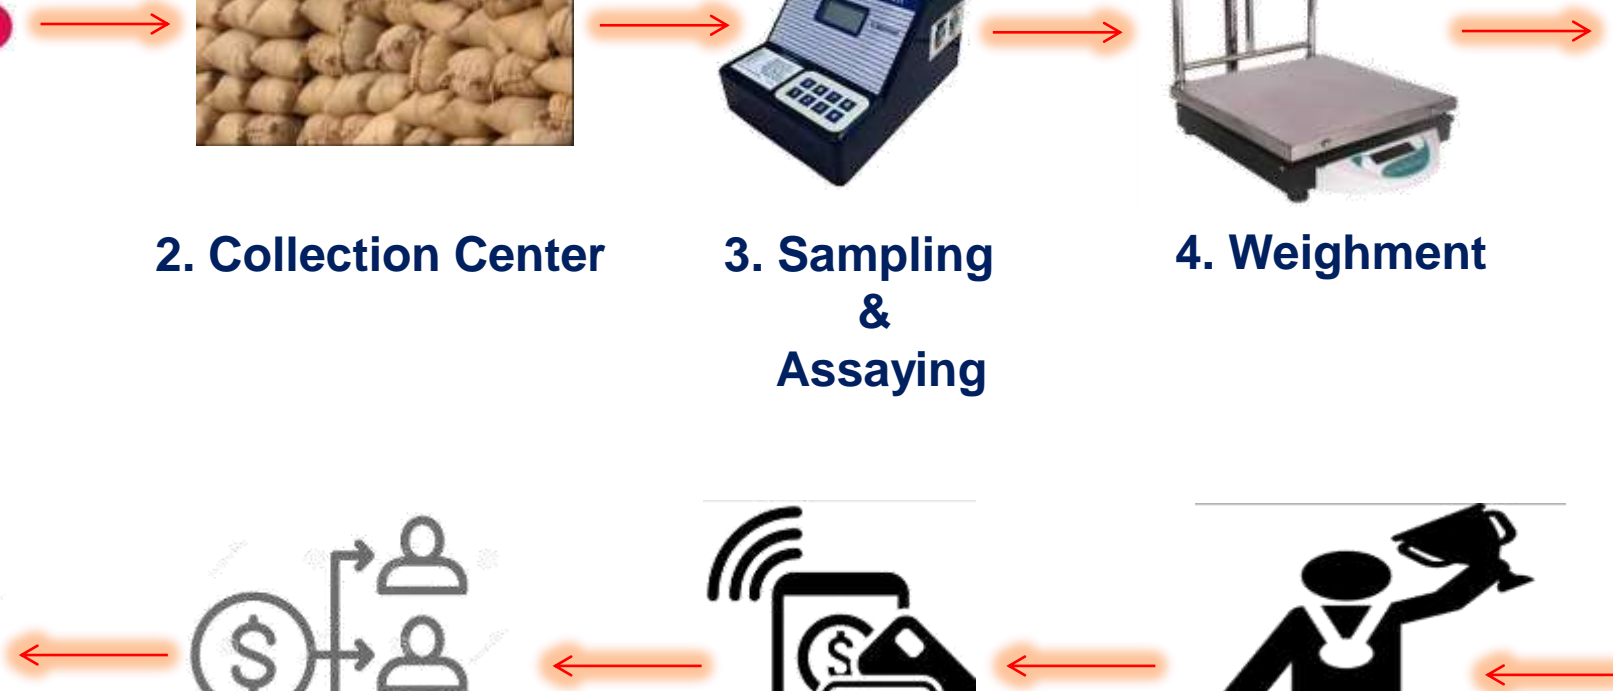 2. Collection Center
3. Sampling
&
Assaying
4. Weighment
$
$